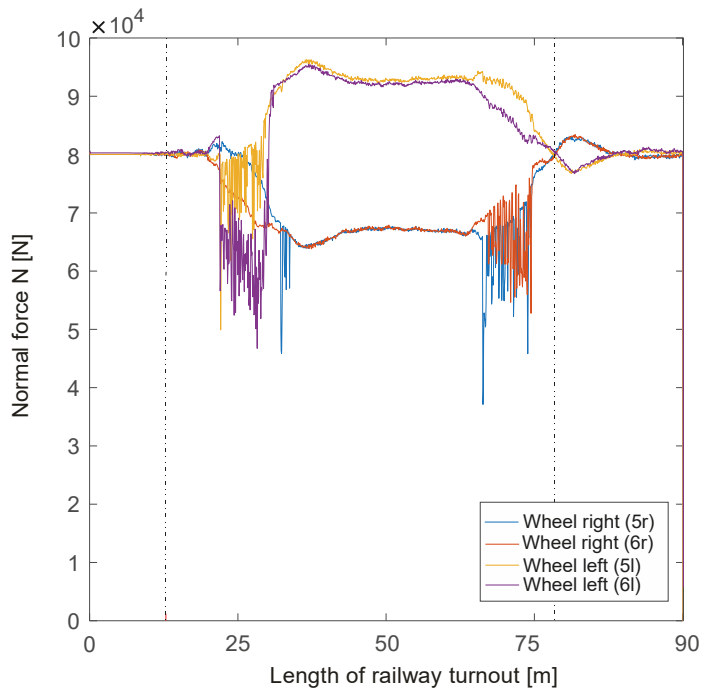 ×10⁴
10
9
8
7
6
5
4
3
2
1
0
Normal force N [N]
Wheel right (5r)
Wheel right (6r)
Wheel left (5l)
Wheel left (6l)
0 25 50 75 90
Length of railway turnout [m]